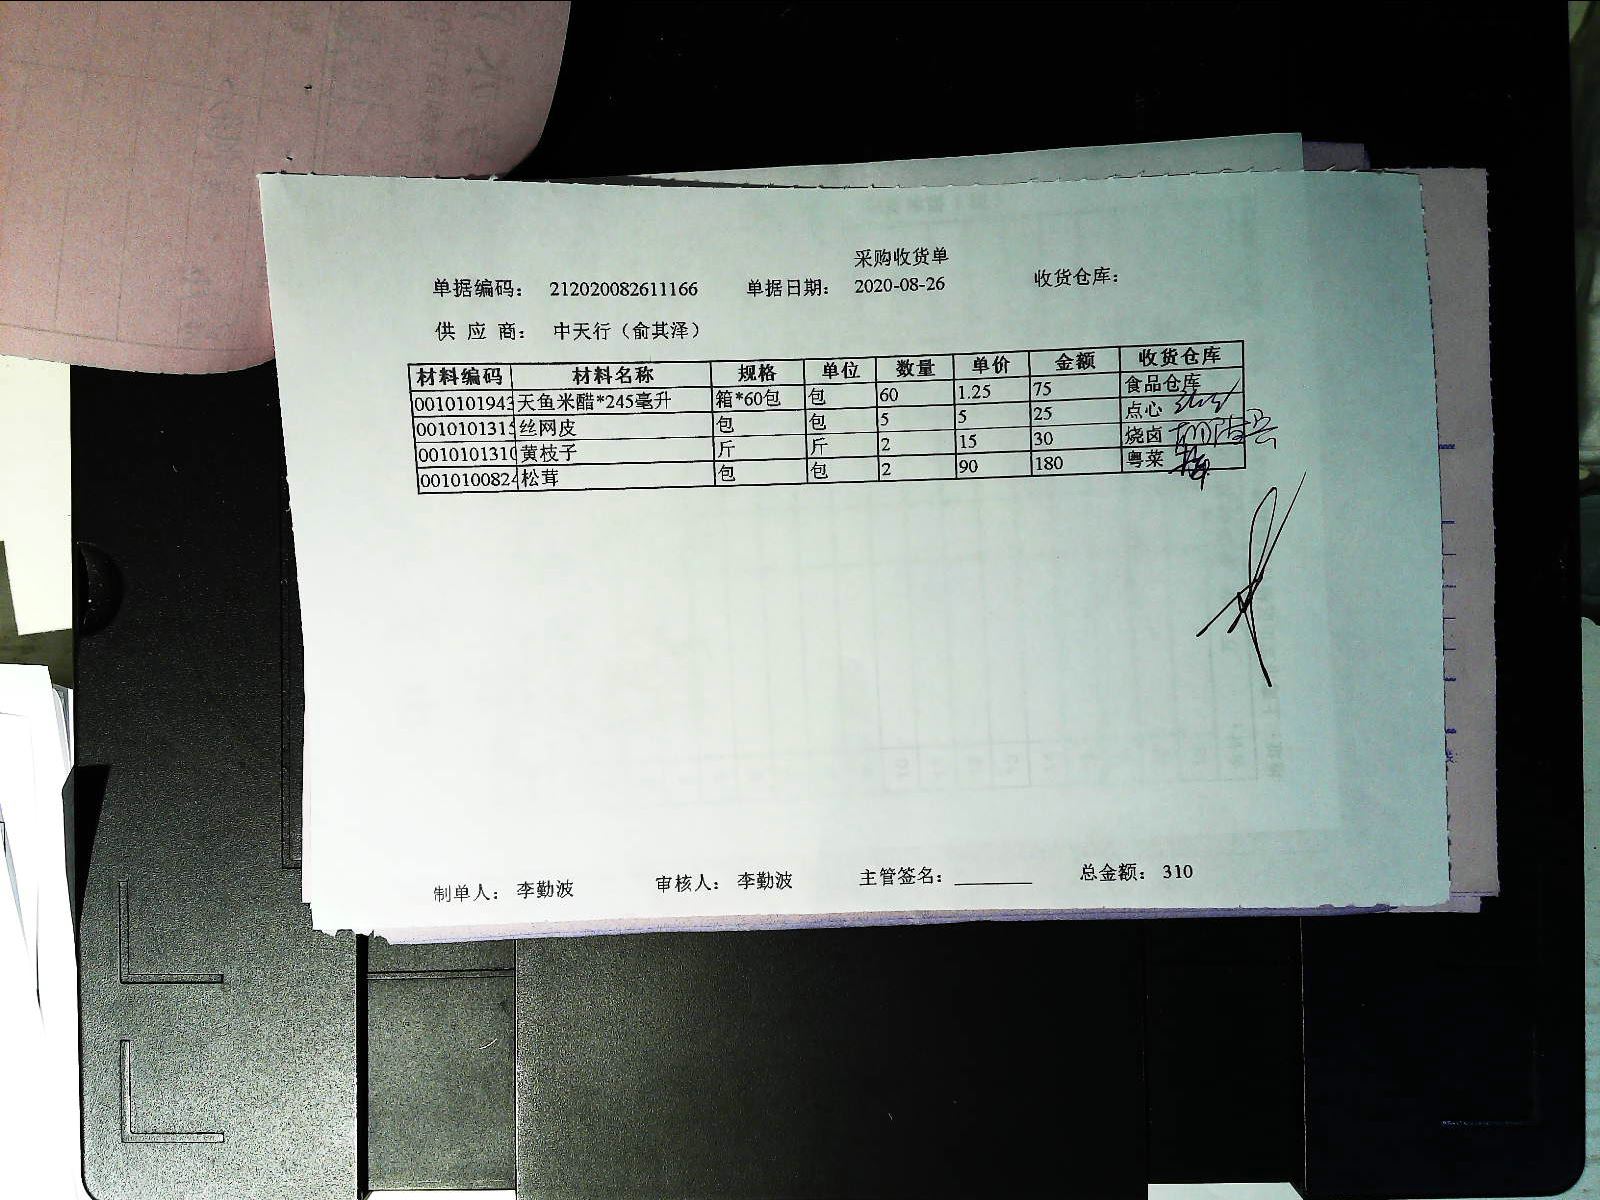 采购收货单
单据编码： 212020082611166 单据日期： 2020-08-26 收货仓库：
供 应 商： 中天行（俞其泽）
材料编码 材料名称 规格 单位 数量 单价 金额 收货仓库
0010101943 天鱼米醋*245毫升 箱*60包 包 60 1.25 75 食品仓库
001010131 丝网皮 包 包 5 5 25 点心
001010131 黄枝子 斤 斤 2 15 30 烧卤
001010082 松茸 包 包 2 90 180 粤菜
制单人： 李勤波 审核人： 李勤波 主管签名： 总金额： 310